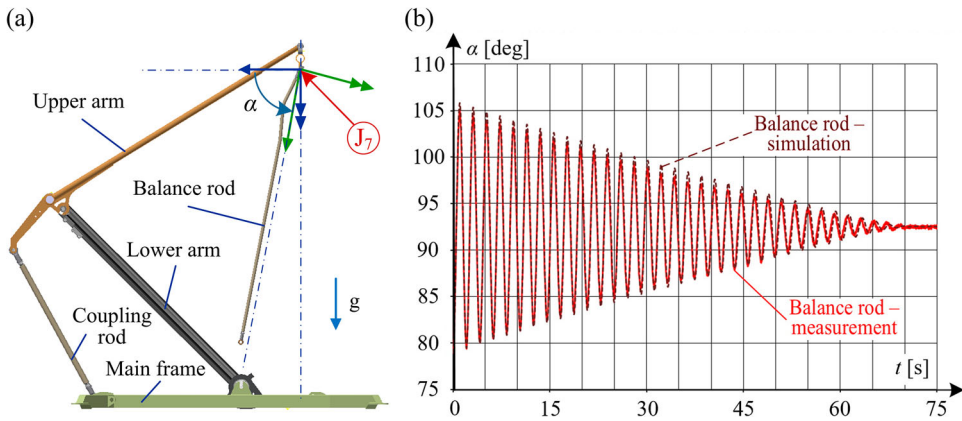 (a)
Upper arm
α
J7
Balance rod
Lower arm
g
Coupling
rod
Main frame
(b)
α [deg]
110
105
100
95
90
85
80
75
Balance rod –
simulation
Balance rod –
measurement
t [s]
0 15 30 45 60 75